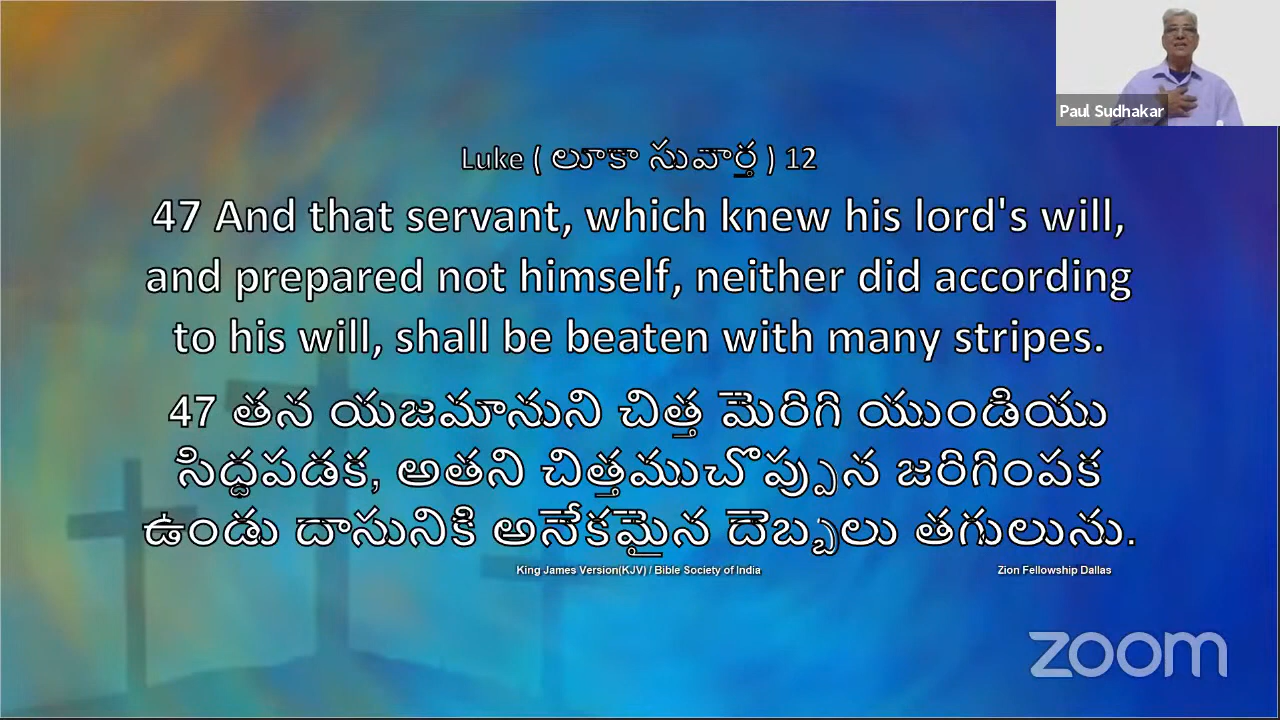 Paul Sudhakar
Luke ( లూకా సువార్త ) 12
47 And that servant, which knew his lord's will,
and prepared not himself, neither did according
to his will, shall be beaten with many stripes.
47 తన యజమానుని చిత్త మెరిగి యుండియు
సిద్ధపడక, అతని చిత్తముచొప్పున జరిగింపక
ఉండు దాసునికి అనేకమైన దెబ్బలు తగులును.
King James Version(KJV) / Bible Society of India
Zion Fellowship Dallas
zoom